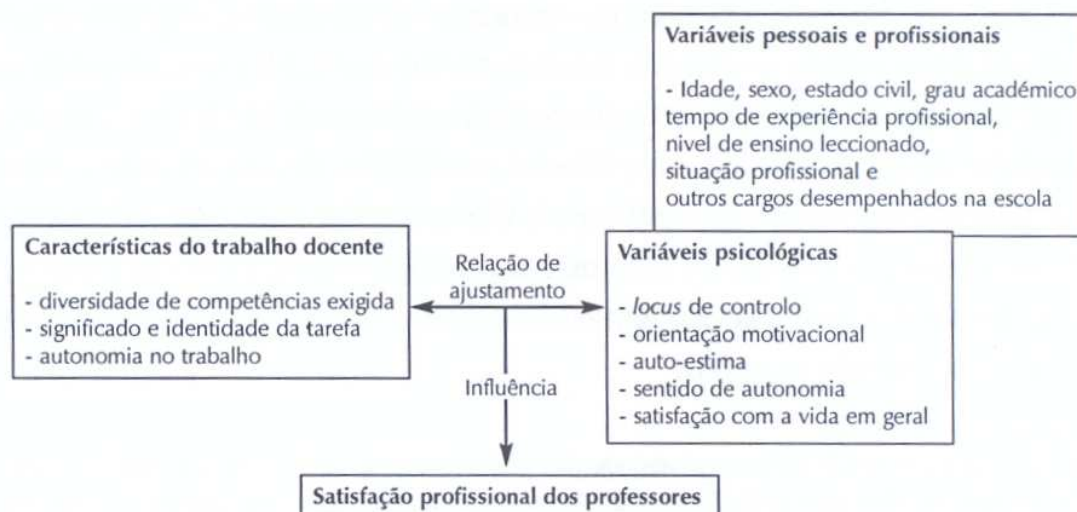 Variáveis pessoais e profissionais
- Idade, sexo, estado civil, grau académico
tempo de experiência profissional,
nivel de ensino leccionado,
situação profissional e
outros cargos desempenhados na escola
Características do trabalho docente
- diversidade de competências exigida
- significado e identidade da tarefa
- autonomia no trabalho
Relação de
ajustamento
Influência
Variáveis psicológicas
- locus de controlo
- orientação motivacional
- auto-estima
- sentido de autonomia
- satisfação com a vida em geral
Satisfação profissional dos professores